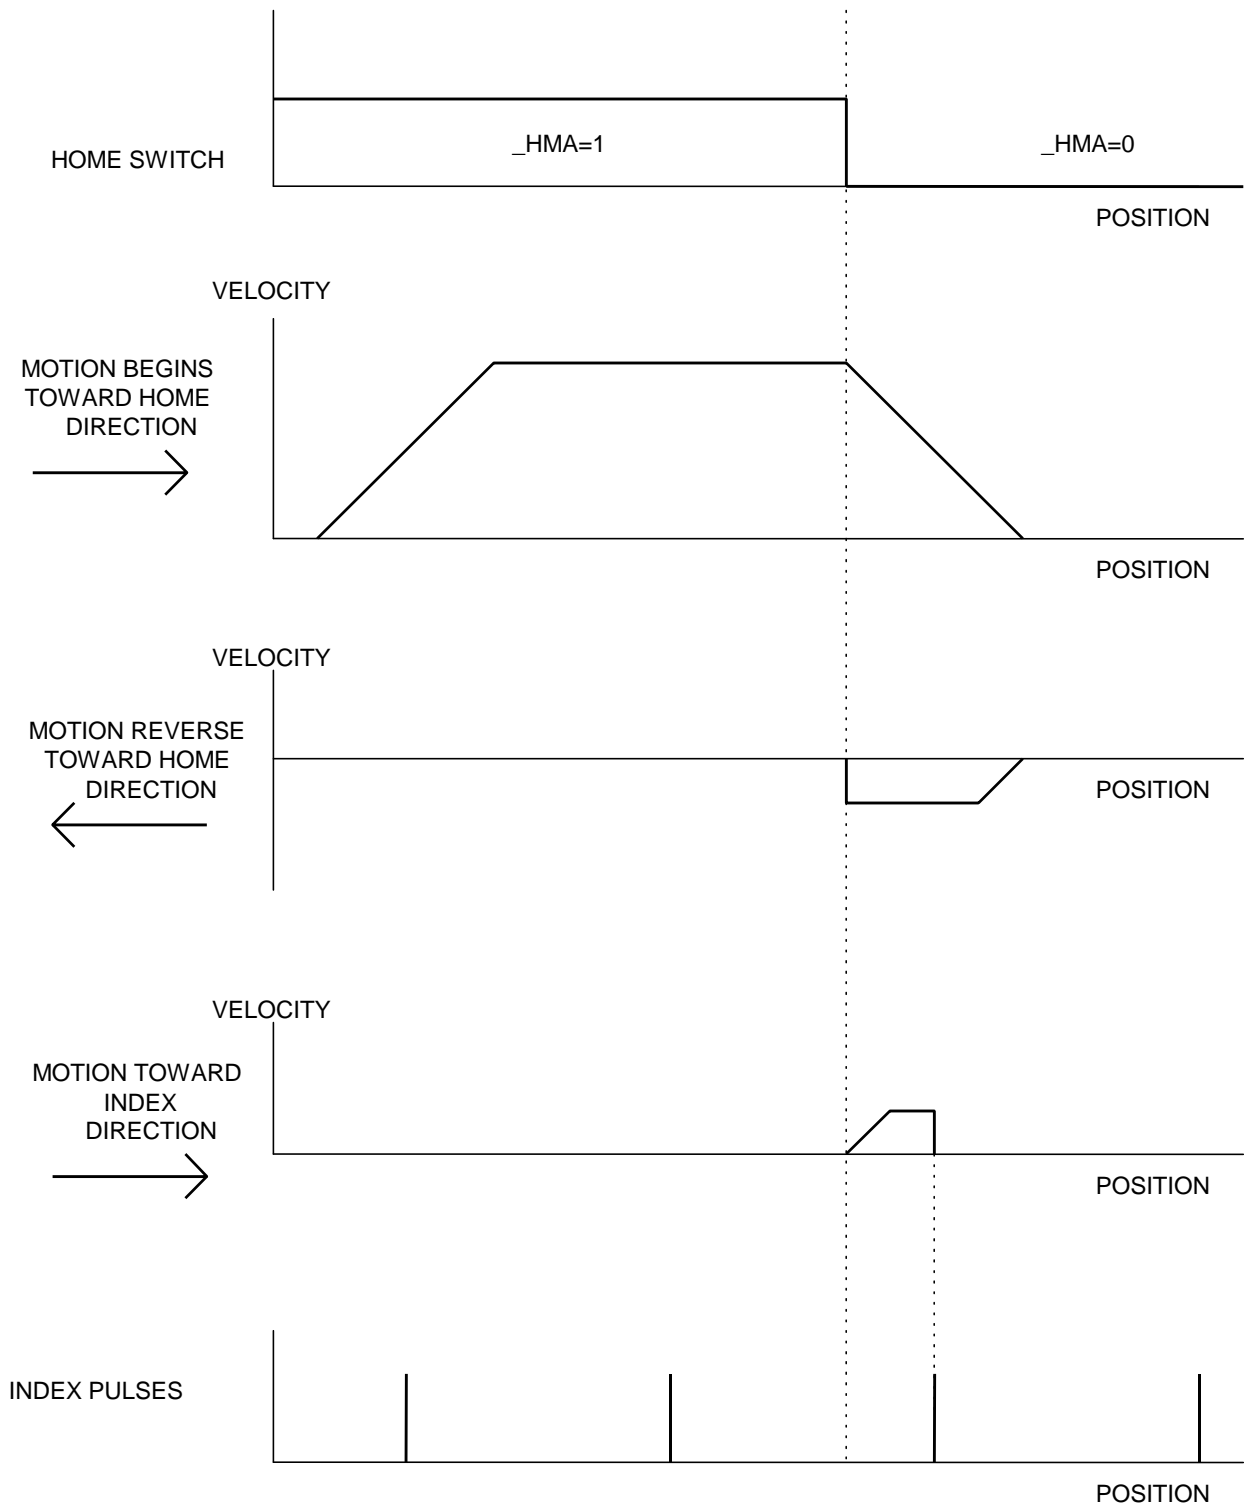 _HMA=1
_HMA=0
HOME SWITCH
POSITION
VELOCITY
MOTION BEGINS
TOWARD HOME
DIRECTION
POSITION
VELOCITY
MOTION REVERSE
TOWARD HOME
DIRECTION
POSITION
VELOCITY
MOTION TOWARD
INDEX
DIRECTION
POSITION
INDEX PULSES
POSITION